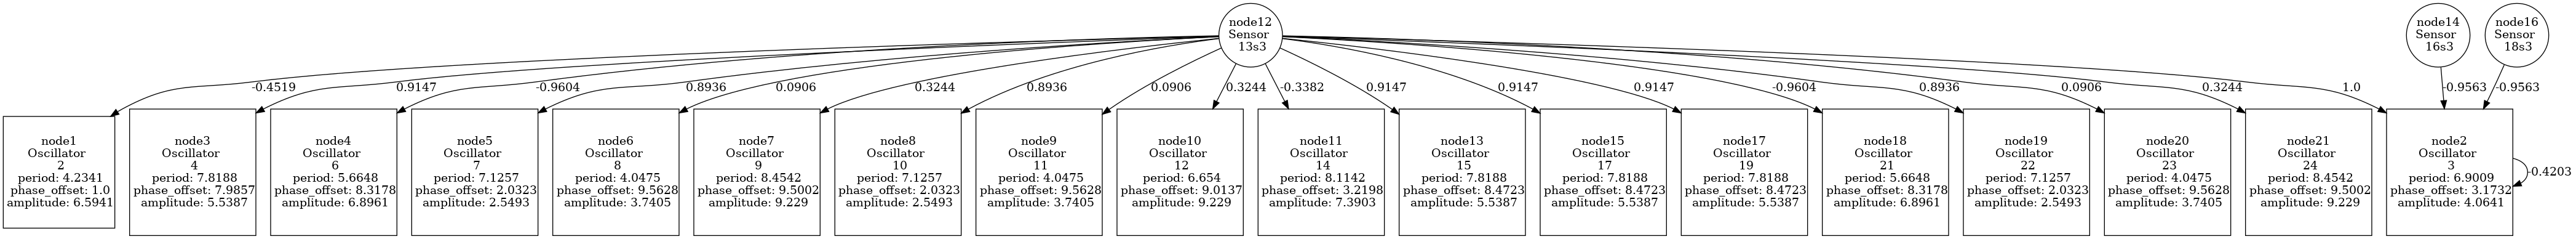 node12
Sensor
13s3
node14
Sensor
16s3
node16
Sensor
18s3
-0.4519
0.9147
-0.9604
0.8936
0.0906
0.3244
0.8936
0.0906
0.3244
-0.3382
0.9147
0.9147
0.9147
-0.9604
0.8936
0.0906
0.3244
1.0
-0.9563
-0.9563
node1
Oscillator
2
period: 4.2341
phase_offset: 1.0
amplitude: 6.5941
node3
Oscillator
4
period: 7.8188
phase_offset: 7.9857
amplitude: 5.5387
node4
Oscillator
6
period: 5.6648
phase_offset: 8.3178
amplitude: 6.8961
node5
Oscillator
7
period: 7.1257
phase_offset: 2.0323
amplitude: 2.5493
node6
Oscillator
8
period: 4.0475
phase_offset: 9.5628
amplitude: 3.7405
node7
Oscillator
9
period: 8.4542
phase_offset: 9.5002
amplitude: 9.229
node8
Oscillator
10
period: 7.1257
phase_offset: 2.0323
amplitude: 2.5493
node9
Oscillator
11
period: 4.0475
phase_offset: 9.5628
amplitude: 3.7405
node10
Oscillator
12
period: 6.654
phase_offset: 9.0137
amplitude: 9.229
node11
Oscillator
14
period: 8.1142
phase_offset: 3.2198
amplitude: 7.3903
node13
Oscillator
15
period: 7.8188
phase_offset: 8.4723
amplitude: 5.5387
node15
Oscillator
17
period: 7.8188
phase_offset: 8.4723
amplitude: 5.5387
node17
Oscillator
19
period: 7.8188
phase_offset: 8.4723
amplitude: 5.5387
node18
Oscillator
21
period: 5.6648
phase_offset: 8.3178
amplitude: 6.8961
node19
Oscillator
22
period: 7.1257
phase_offset: 2.0323
amplitude: 2.5493
node20
Oscillator
23
period: 4.0475
phase_offset: 9.5628
amplitude: 3.7405
node21
Oscillator
24
period: 8.4542
phase_offset: 9.5002
amplitude: 9.229
node2
Oscillator
3
period: 6.9009
phase_offset: 3.1732
amplitude: 4.0641
-0.4203